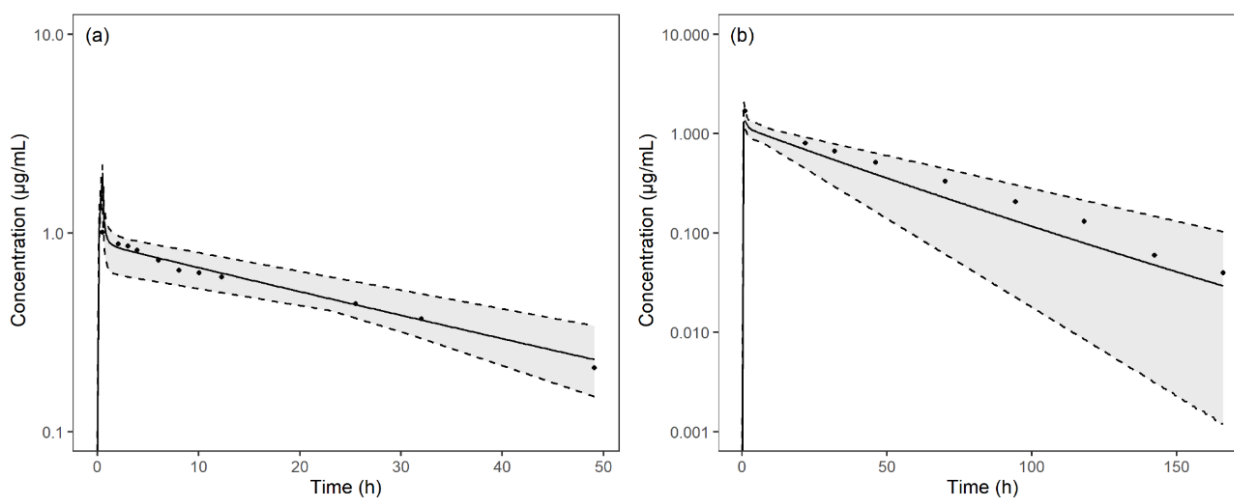 (a)
10.0
1.0
0.1
Concentration (µg/mL)
0 10 20 30 40 50
Time (h)
(b)
10.000
1.000
0.100
0.010
0.001
Concentration (µg/mL)
0 50 100 150
Time (h)